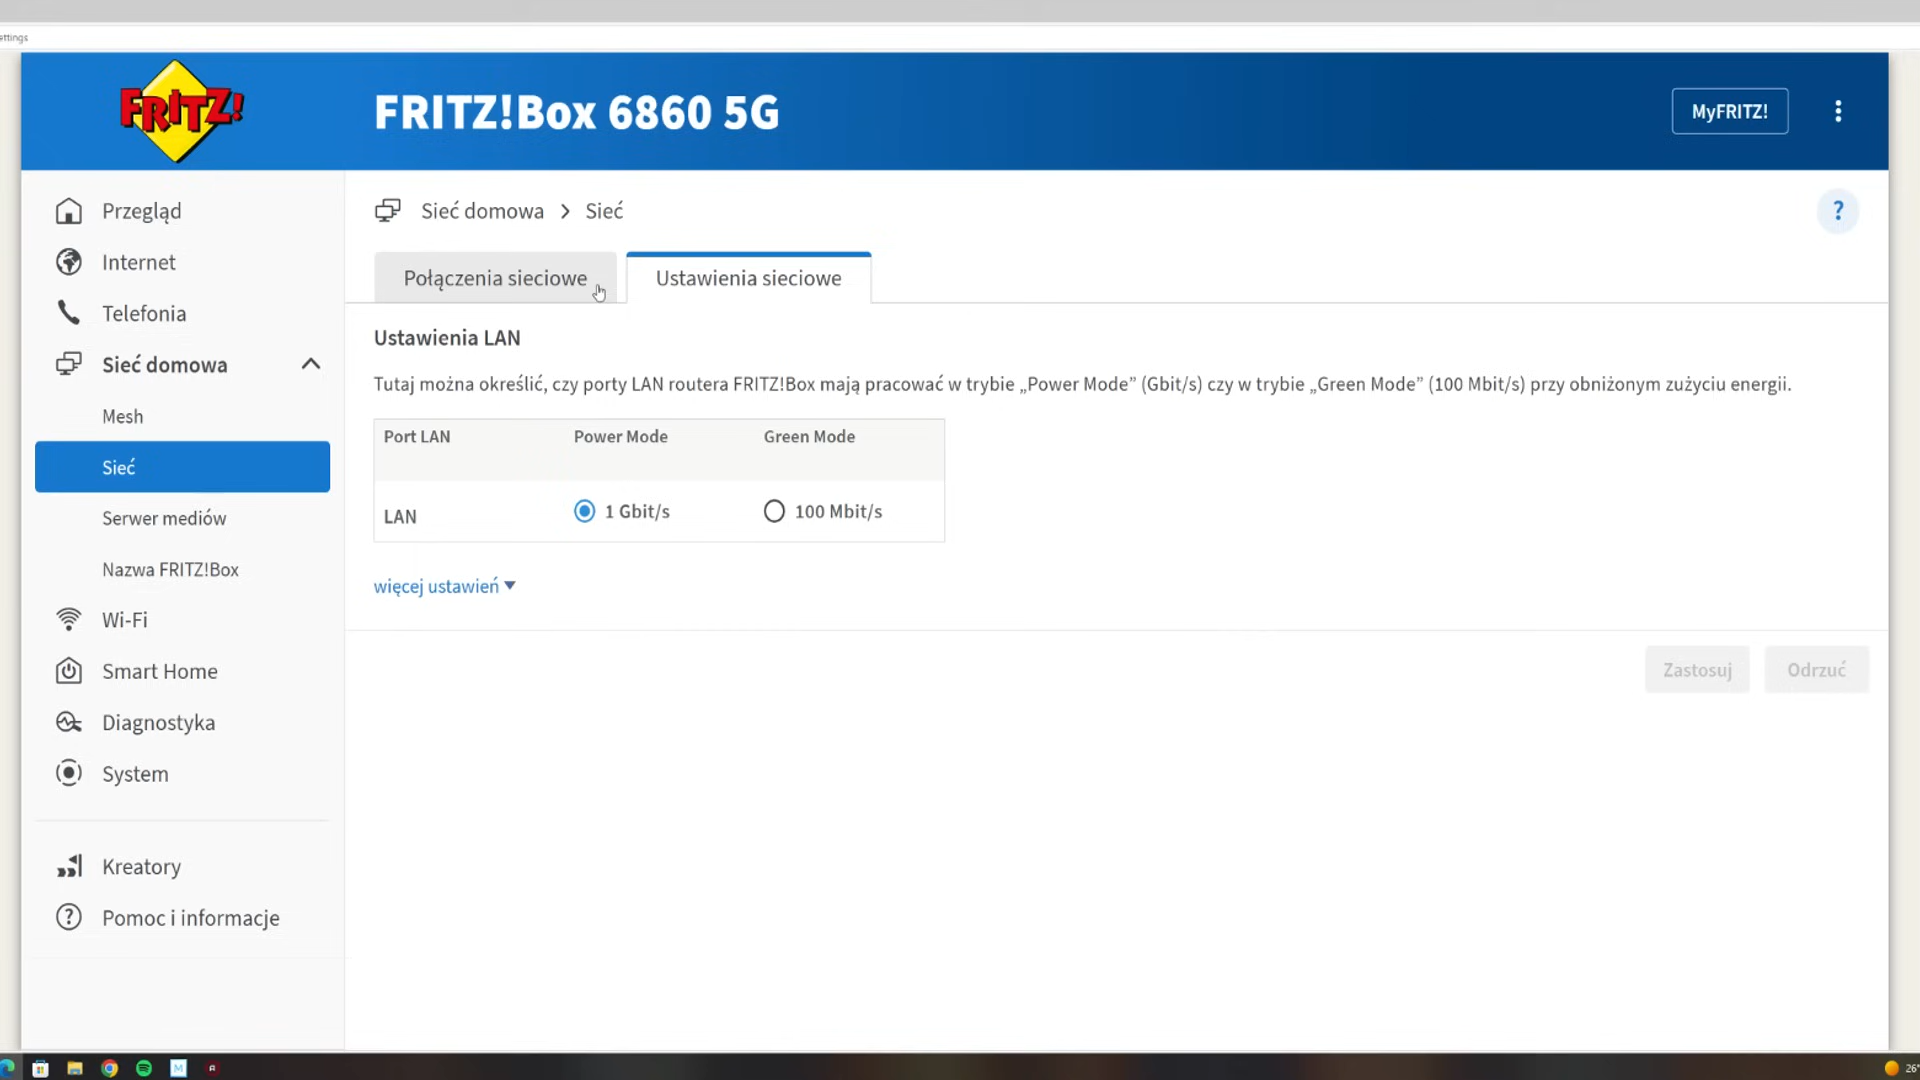 ettings
FRITZ!
FRITZ!Box 6860 5G
MyFRITZ!
Przegląd
Internet
Telefonia
Sieć domowa
Mesh
Sieć
Serwer mediów
Nazwa FRITZ!Box
Wi-Fi
Smart Home
Diagnostyka
System
Kreatory
Pomoc i informacje
Sieć domowa > Sieć
?
Połączenia sieciowe
Ustawienia sieciowe
Ustawienia LAN
Tutaj można określić, czy porty LAN routera FRITZ!Box mają pracować w trybie „Power Mode” (Gbit/s) czy w trybie „Green Mode” (100 Mbit/s) przy obniżonym zużyciu energii.
Port LAN Power Mode Green Mode
LAN 1 Gbit/s 100 Mbit/s
więcej ustawień
Zastosuj Odrzuć
M
26°